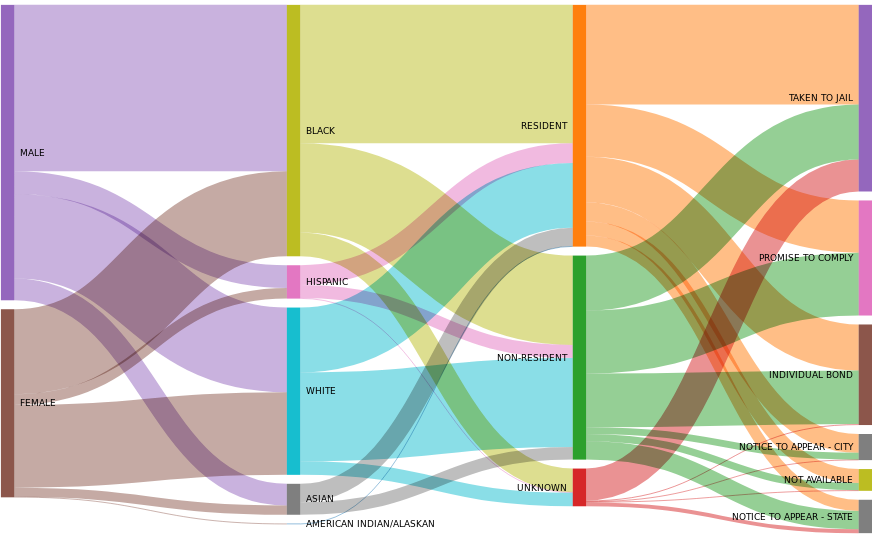 MALE
FEMALE
BLACK
HISPANIC
WHITE
ASIAN
AMERICAN INDIAN/ALASKAN
RESIDENT
NON-RESIDENT
UNKNOWN
TAKEN TO JAIL
PROMISE TO COMPLY
INDIVIDUAL BOND
NOTICE TO APPEAR - CITY
NOT AVAILABLE
NOTICE TO APPEAR - STATE